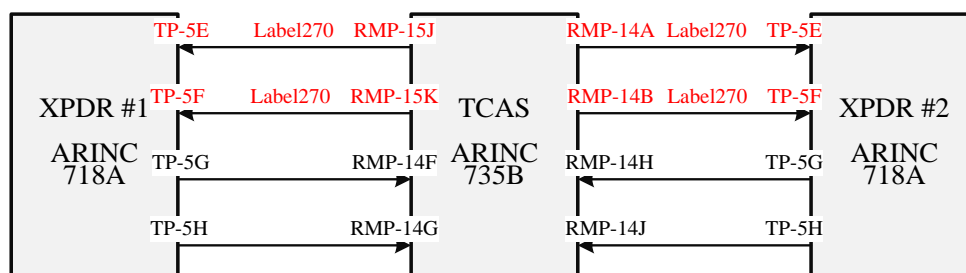 TP-5E Label270 RMP-15J RMP-14A Label270 TP-5E
TP-5F Label270 RMP-15K RMP-14B Label270 TP-5F
XPDR #1 TCAS XPDR #2
ARINC 718A ARINC 735B ARINC 718A
TP-5G RMP-14F RMP-14H TP-5G
TP-5H RMP-14G RMP-14J TP-5H